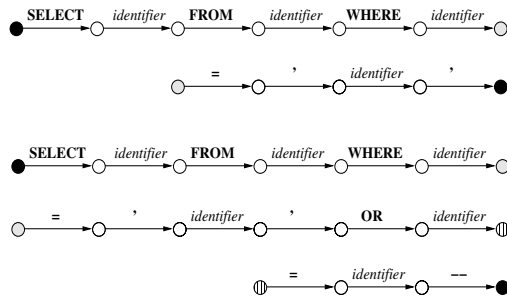 SELECT identifier FROM identifier WHERE identifier
= ' identifier '
SELECT identifier FROM identifier WHERE identifier
= ' identifier ' OR identifier
= identifier --